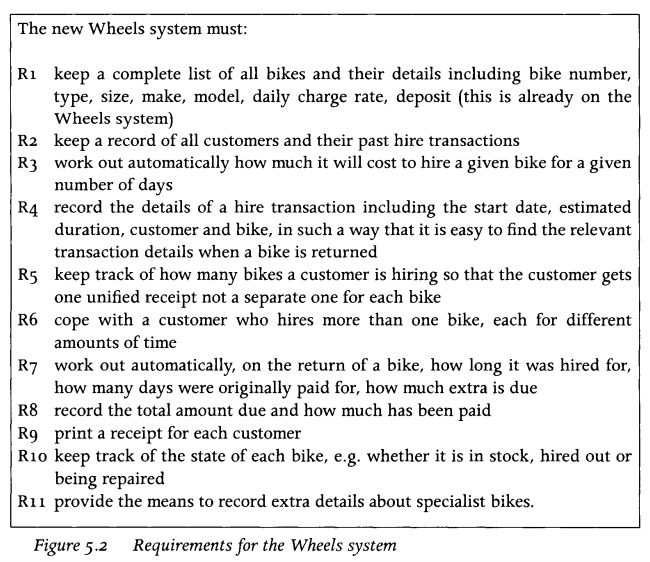 The new Wheels system must:
R1 keep a complete list of all bikes and their details including bike number,
type, size, make, model, daily charge rate, deposit (this is already on the
Wheels system)
R2 keep a record of all customers and their past hire transactions
R3 work out automatically how much it will cost to hire a given bike for a given
number of days
R4 record the details of a hire transaction including the start date, estimated
duration, customer and bike, in such a way that it is easy to find the relevant
transaction details when a bike is returned
R5 keep track of how many bikes a customer is hiring so that the customer gets
one unified receipt not a separate one for each bike
R6 cope with a customer who hires more than one bike, each for different
amounts of time
R7 work out automatically, on the return of a bike, how long it was hired for,
how many days were originally paid for, how much extra is due
R8 record the total amount due and how much has been paid
R9 print a receipt for each customer
R10 keep track of the state of each bike, e.g. whether it is in stock, hired out or
being repaired
R11 provide the means to record extra details about specialist bikes.
Figure 5.2 Requirements for the Wheels system